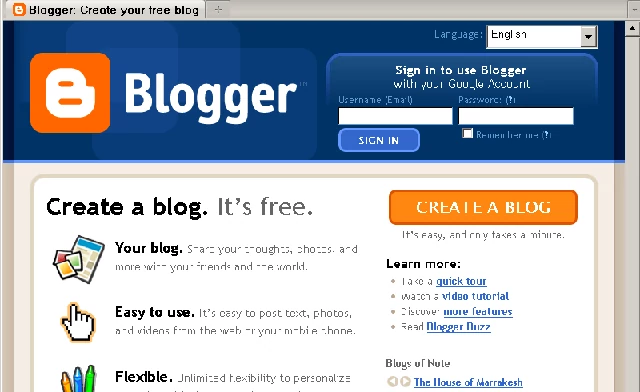 Blogger: Create your free blog
Language: English
Blogger™
Sign in to use Blogger
with your Google Account
Username (Email) Password: (?)
SIGN IN
Remember me (?)
Create a blog. It's free.
CREATE A BLOG
It's easy, and only takes a minute.
Your blog. Share your thoughts, photos, and
more with your friends and the world.
Easy to use. It's easy to post text, photos,
and videos from the web or your mobile phone.
Flexible. Unlimited flexibility to personalize
Learn more:
Take a quick tour
Watch a video tutorial
Discover more features
Read Blogger Buzz
Blogs of Note
The House of Marrakesh